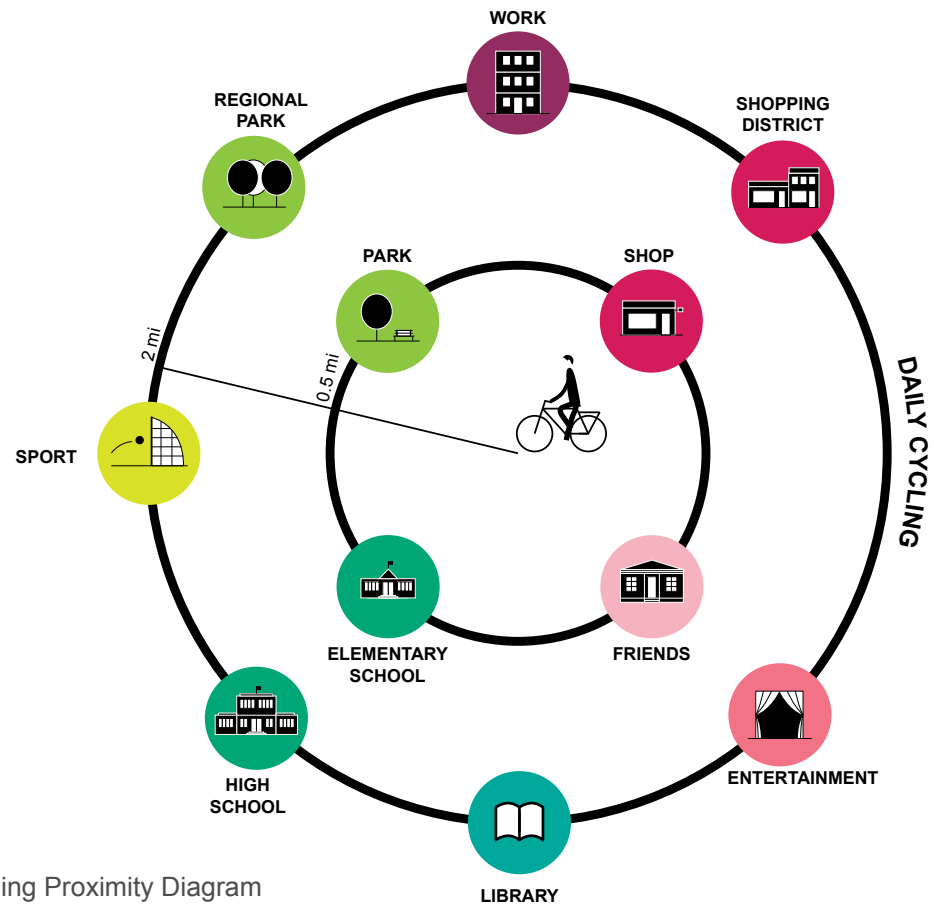 WORK
REGIONAL
PARK
SHOPPING
DISTRICT
PARK
SHOP
2 mi
0.5 mi
DAILY CYCLING
SPORT
ELEMENTARY
SCHOOL
FRIENDS
HIGH
SCHOOL
ENTERTAINMENT
LIBRARY
ing Proximity Diagram